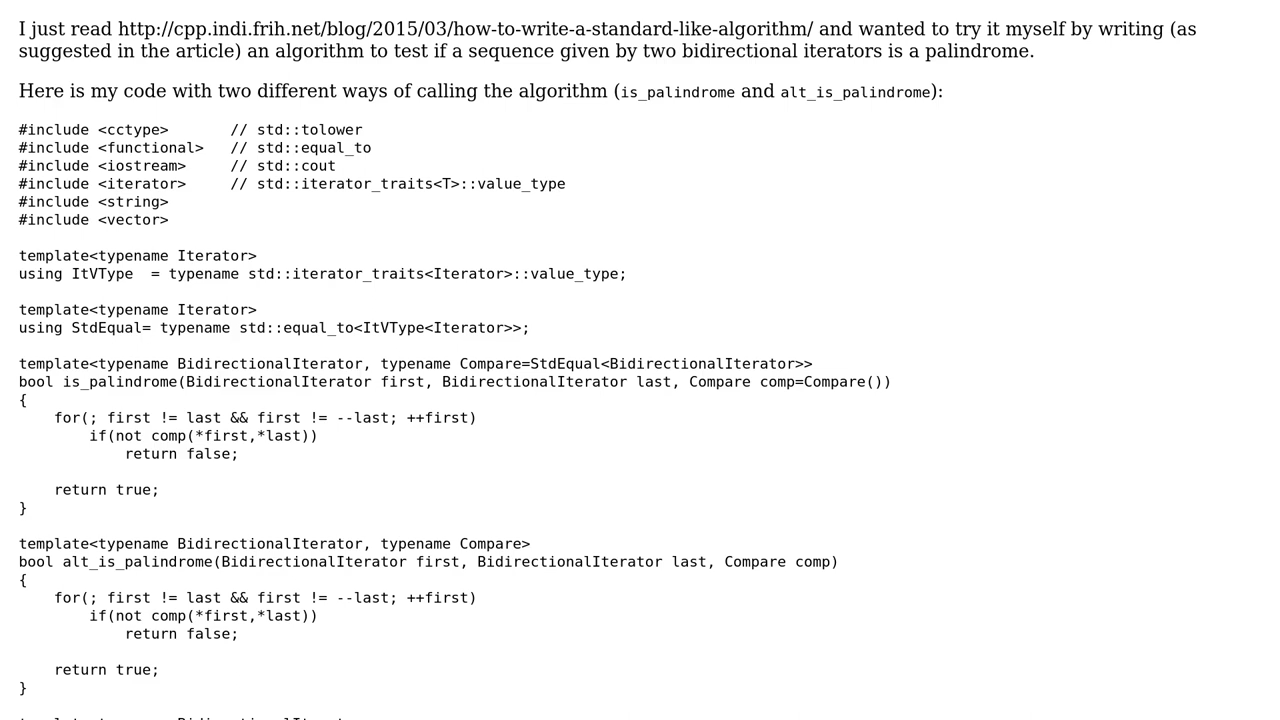 I just read http://cpp.indi.frih.net/blog/2015/03/how-to-write-a-standard-like-algorithm/ and wanted to try it myself by writing (as
suggested in the article) an algorithm to test if a sequence given by two bidirectional iterators is a palindrome.
Here is my code with two different ways of calling the algorithm (is_palindrome and alt_is_palindrome):
#include <cctype>       // std::tolower
#include <functional>   // std::equal_to
#include <iostream>     // std::cout
#include <iterator>     // std::iterator_traits<T>::value_type
#include <string>
#include <vector>
template<typename Iterator>
using ItVType  = typename std::iterator_traits<Iterator>::value_type;
template<typename Iterator>
using StdEqual= typename std::equal_to<ItVType<Iterator>>;
template<typename BidirectionalIterator, typename Compare=StdEqual<BidirectionalIterator>>
bool is_palindrome(BidirectionalIterator first, BidirectionalIterator last, Compare comp=Compare())
{
    for(; first != last && first != --last; ++first)
        if(not comp(*first,*last))
            return false;
    return true;
}
template<typename BidirectionalIterator, typename Compare>
bool alt_is_palindrome(BidirectionalIterator first, BidirectionalIterator last, Compare comp)
{
    for(; first != last && first != --last; ++first)
        if(not comp(*first,*last))
            return false;
    return true;
}